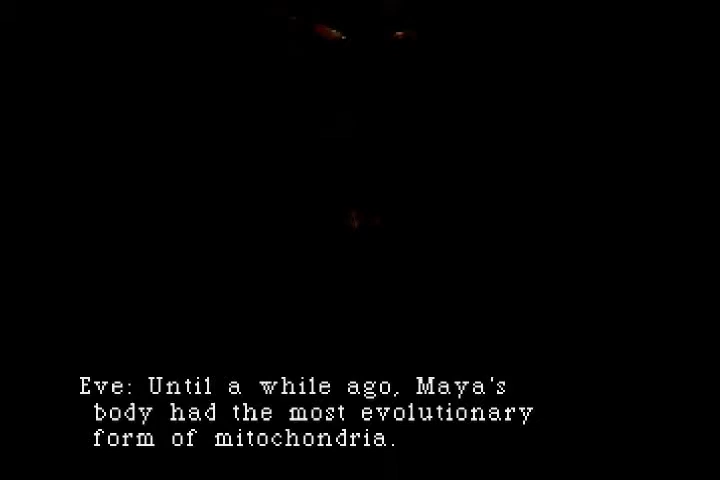 Eve: Until a while ago, Maya's
body had the most evolutionary
form of mitochondria.